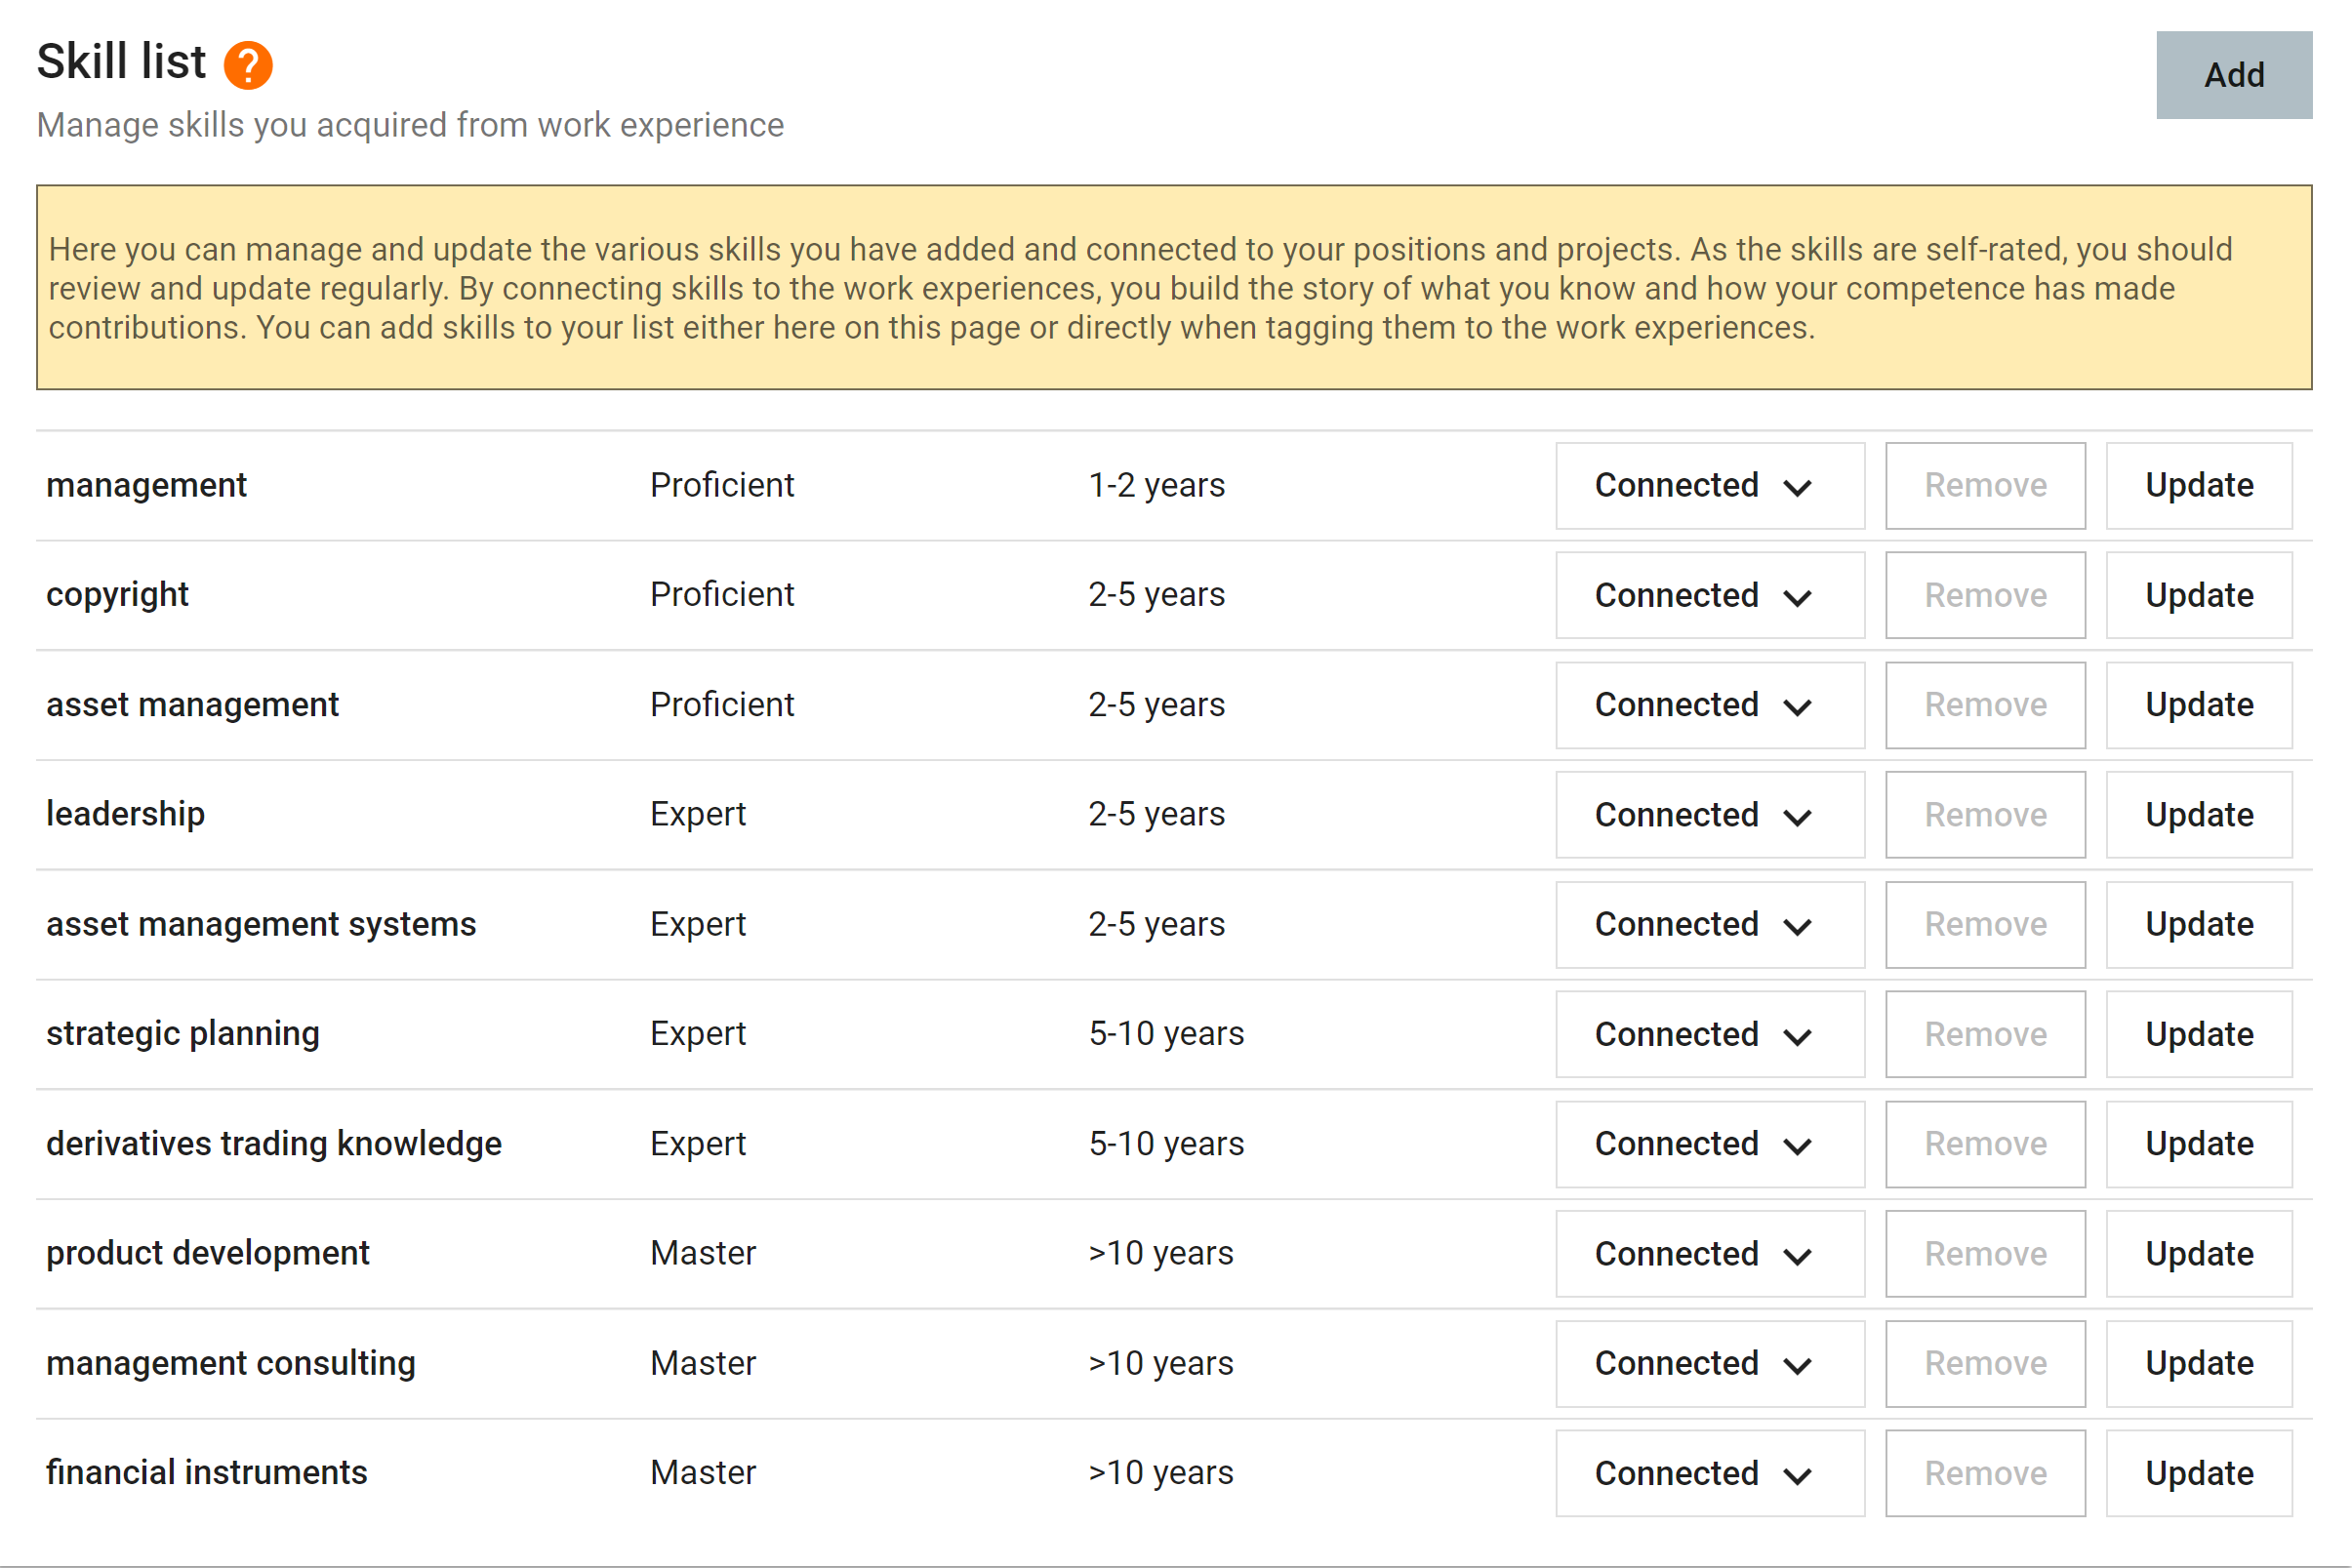 Skill list ?
Add
Manage skills you acquired from work experience
Here you can manage and update the various skills you have added and connected to your positions and projects. As the skills are self-rated, you should
review and update regularly. By connecting skills to the work experiences, you build the story of what you know and how your competence has made
contributions. You can add skills to your list either here on this page or directly when tagging them to the work experiences.
management Proficient 1-2 years Connected Remove Update
copyright Proficient 2-5 years Connected Remove Update
asset management Proficient 2-5 years Connected Remove Update
leadership Expert 2-5 years Connected Remove Update
asset management systems Expert 2-5 years Connected Remove Update
strategic planning Expert 5-10 years Connected Remove Update
derivatives trading knowledge Expert 5-10 years Connected Remove Update
product development Master >10 years Connected Remove Update
management consulting Master >10 years Connected Remove Update
financial instruments Master >10 years Connected Remove Update